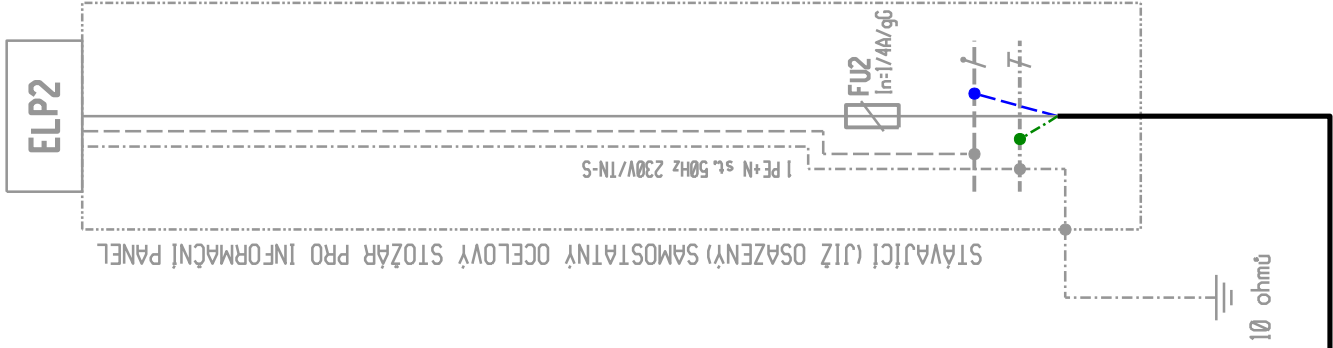 ELP2
FU2
In=1/4A/gG
1 PE+N st. 50Hz 230V/TN-S
STÁVAJÍCÍ (JIŽ OSAZENÝ) SAMOSTATNÝ OCELOVÝ STOŽÁR PRO INFORMAČNÍ PANEL
10 ohmů